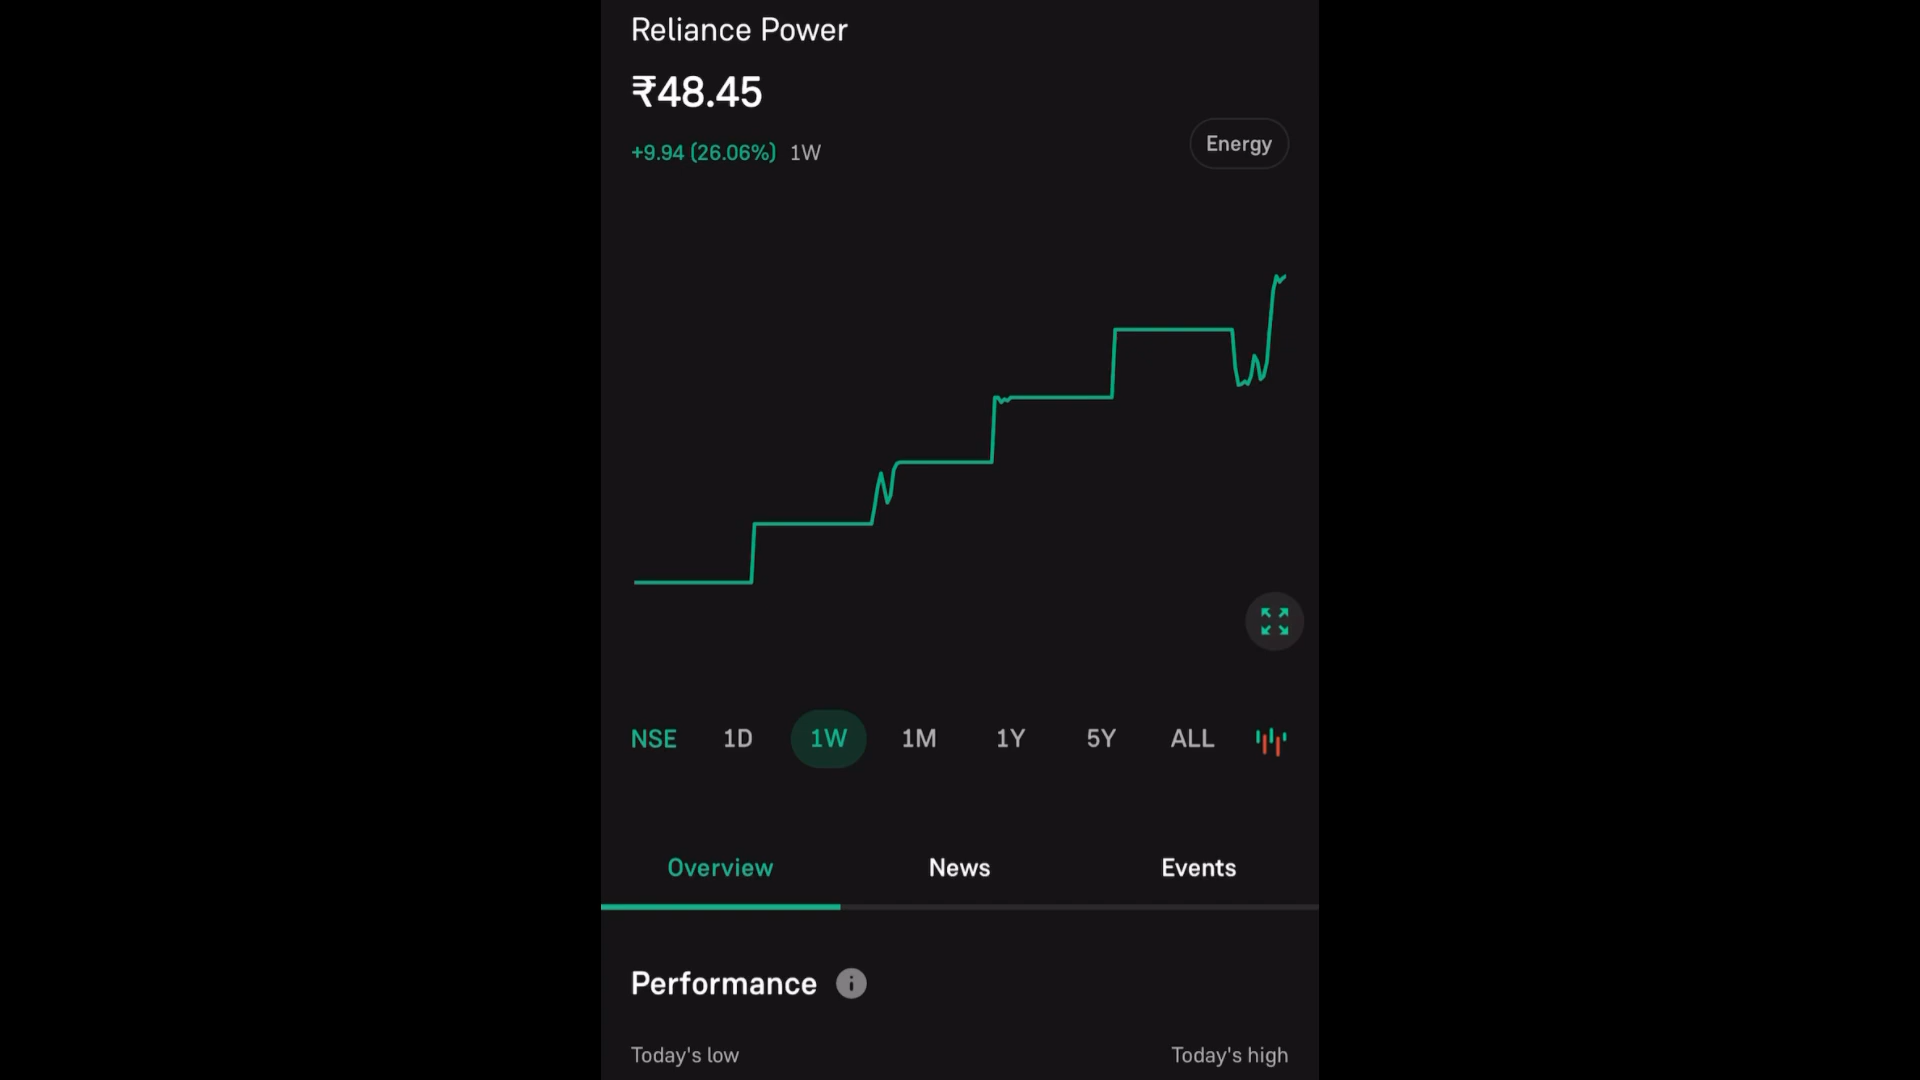 Reliance Power
₹48.45
+9.94 (26.06%) 1W
Energy
NSE 1D 1W 1M 1Y 5Y ALL
Overview News Events
Performance
Today's low Today's high